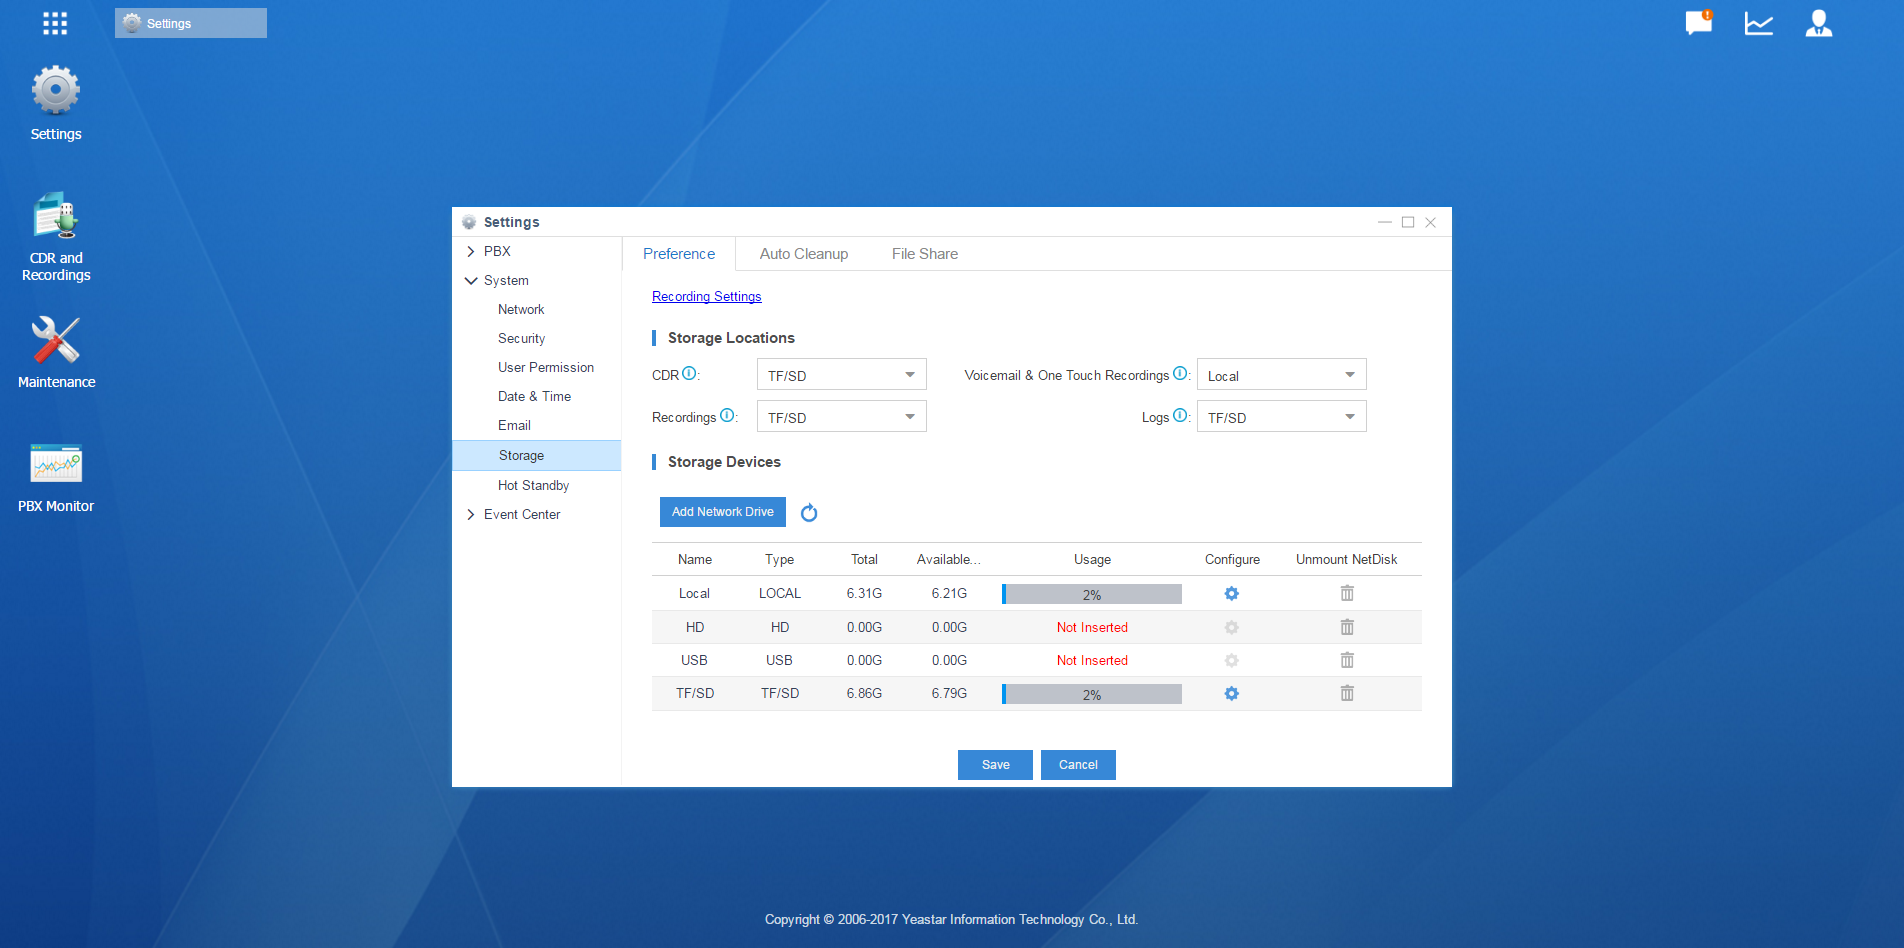 Settings
Settings
CDR and
Recordings
Maintenance
PBX Monitor
Settings
PBX
System
Network
Security
User Permission
Date & Time
Email
Storage
Hot Standby
Event Center
Preference Auto Cleanup File Share
Recording Settings
Storage Locations
CDR : TF/SD Voicemail & One Touch Recordings : Local
Recordings : TF/SD Logs : TF/SD
Storage Devices
Add Network Drive
Name Type Total Available... Usage Configure Unmount NetDisk
Local LOCAL 6.31G 6.21G 2%
HD HD 0.00G 0.00G Not Inserted
USB USB 0.00G 0.00G Not Inserted
TF/SD TF/SD 6.86G 6.79G 2%
Save Cancel
Copyright © 2006-2017 Yeastar Information Technology Co., Ltd.